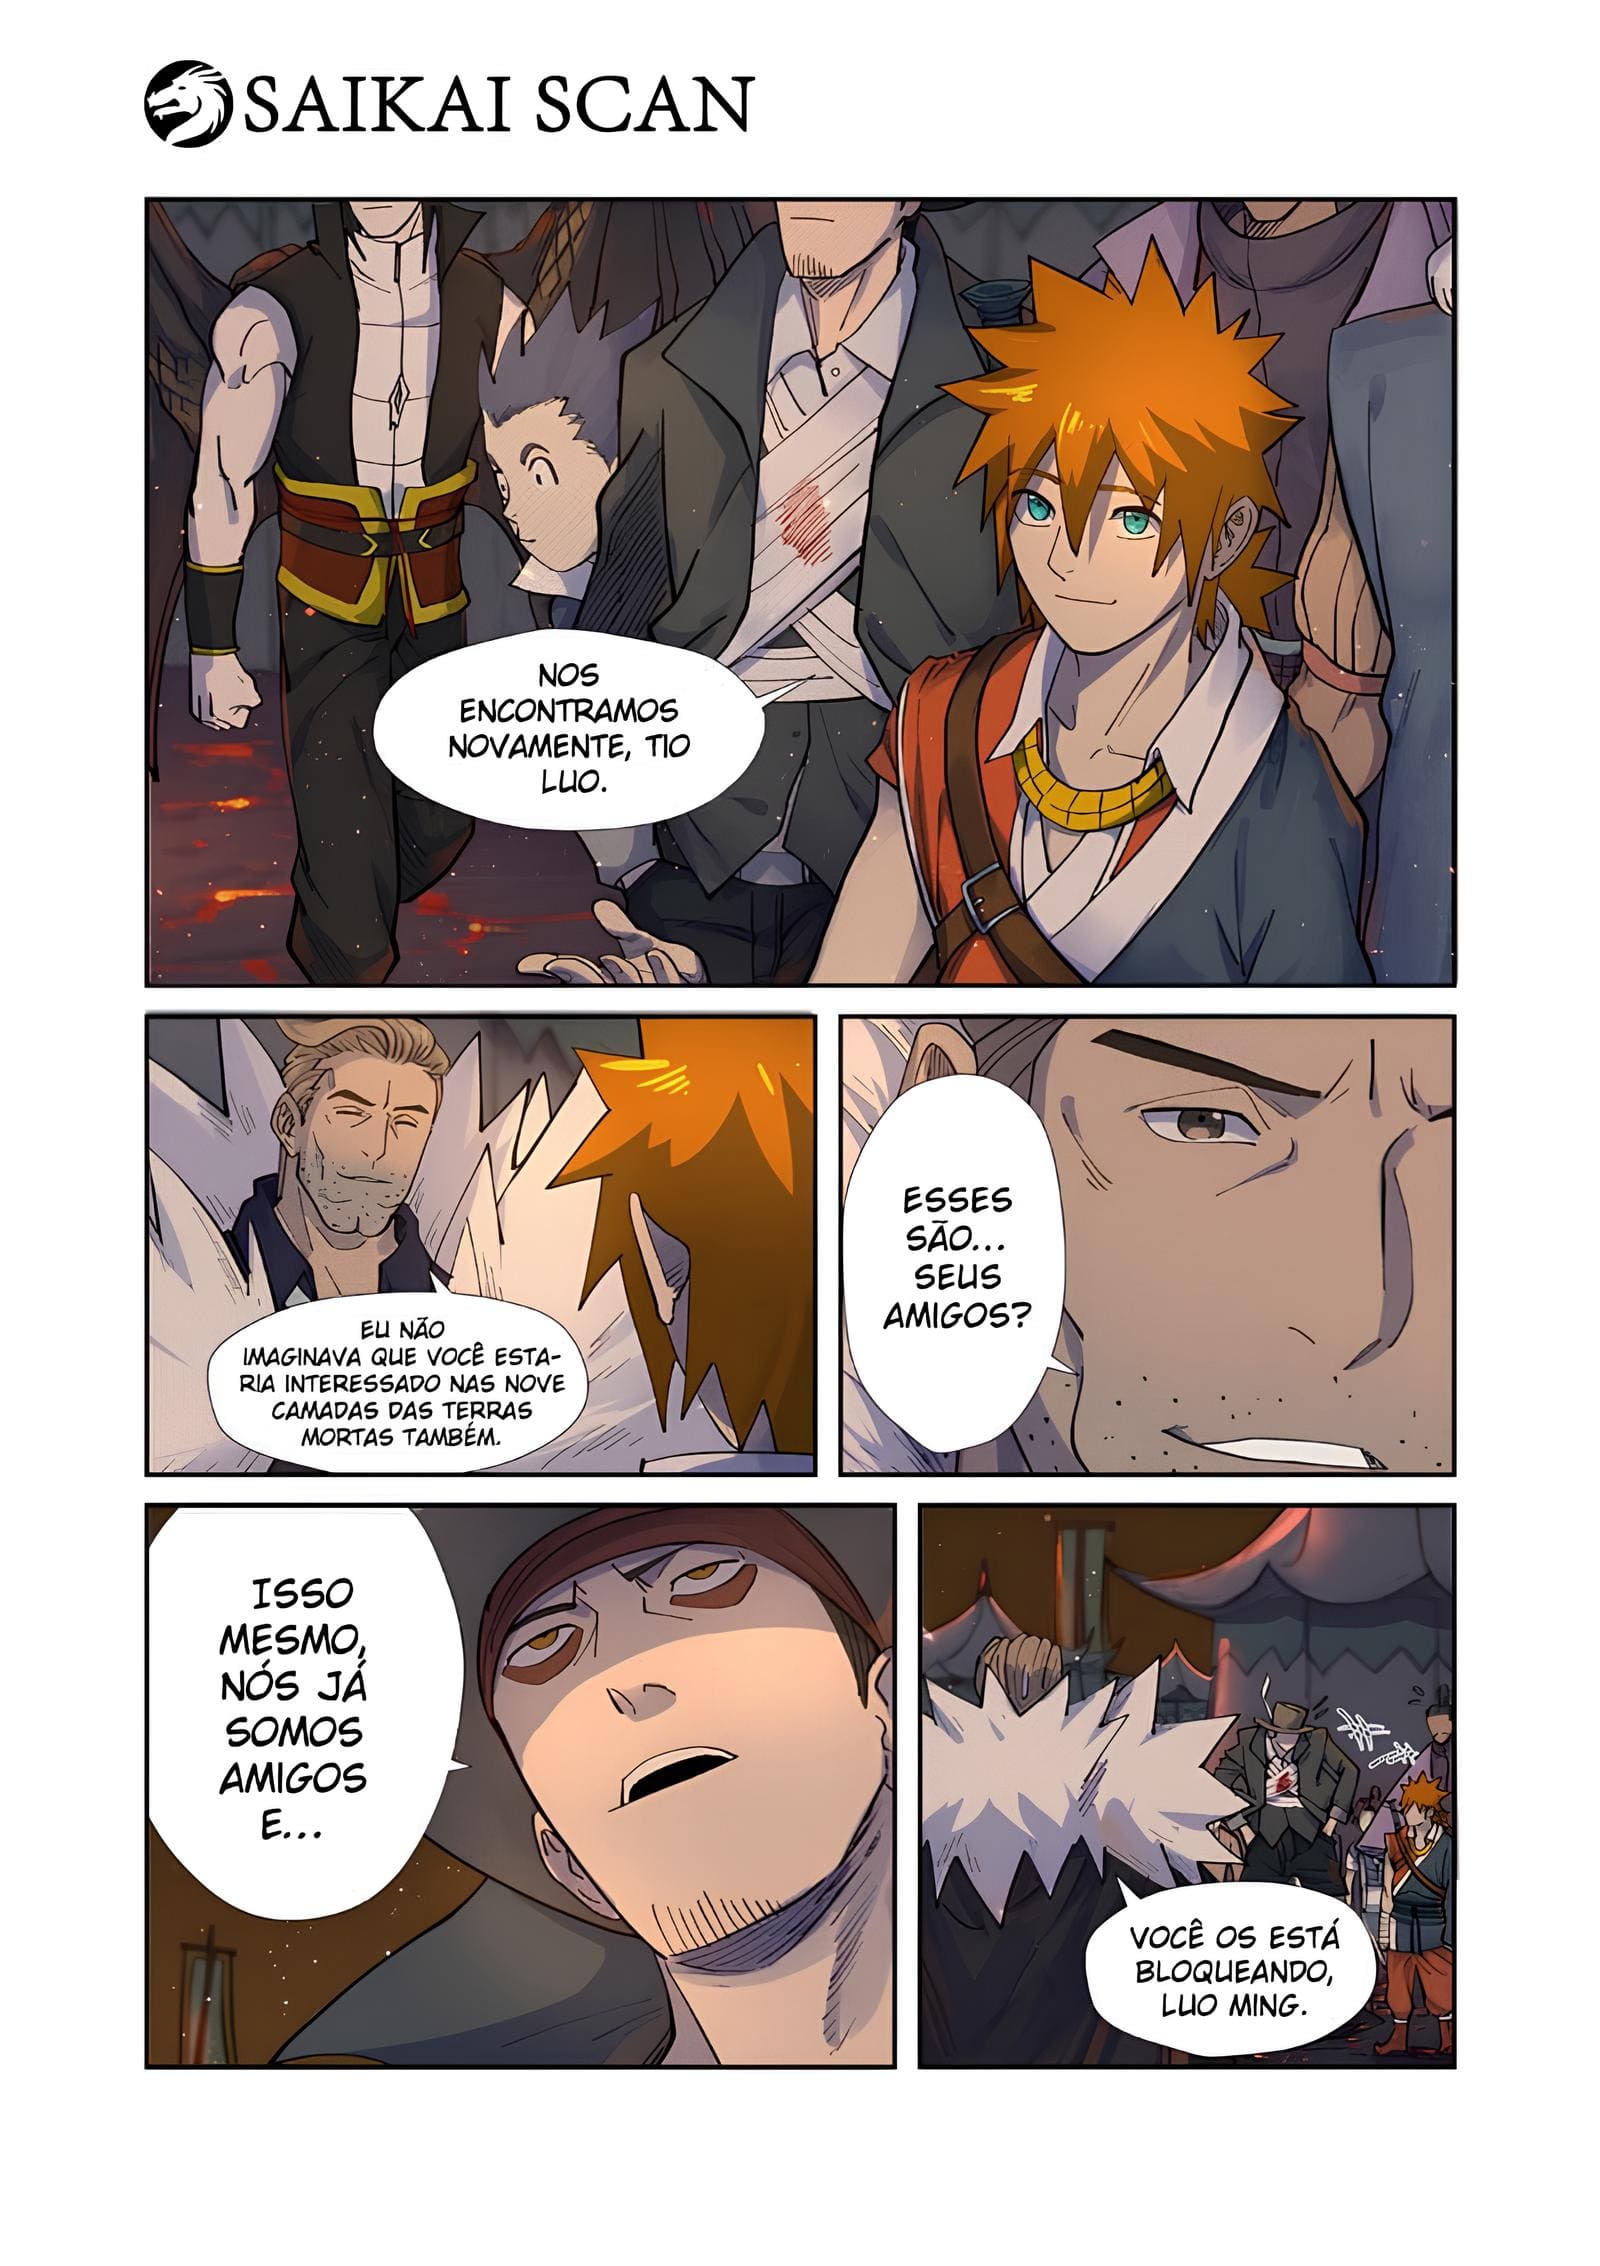 SAIKAI SCAN
NOS
ENCONTRAMOS
NOVAMENTE, TIO
LUO.
EU NÃO
IMAGINAVA QUE VOCÊ ESTA-
RIA INTERESSADO NAS NOVE
CAMADAS DAS TERRAS
MORTAS TAMBÉM.
ESSES
SÃO...
SEUS
AMIGOS?
ISSO
MESMO,
NÓS JÁ
SOMOS
AMIGOS
E...
VOCÊ OS ESTÁ
BLOQUEANDO,
LUO MING.